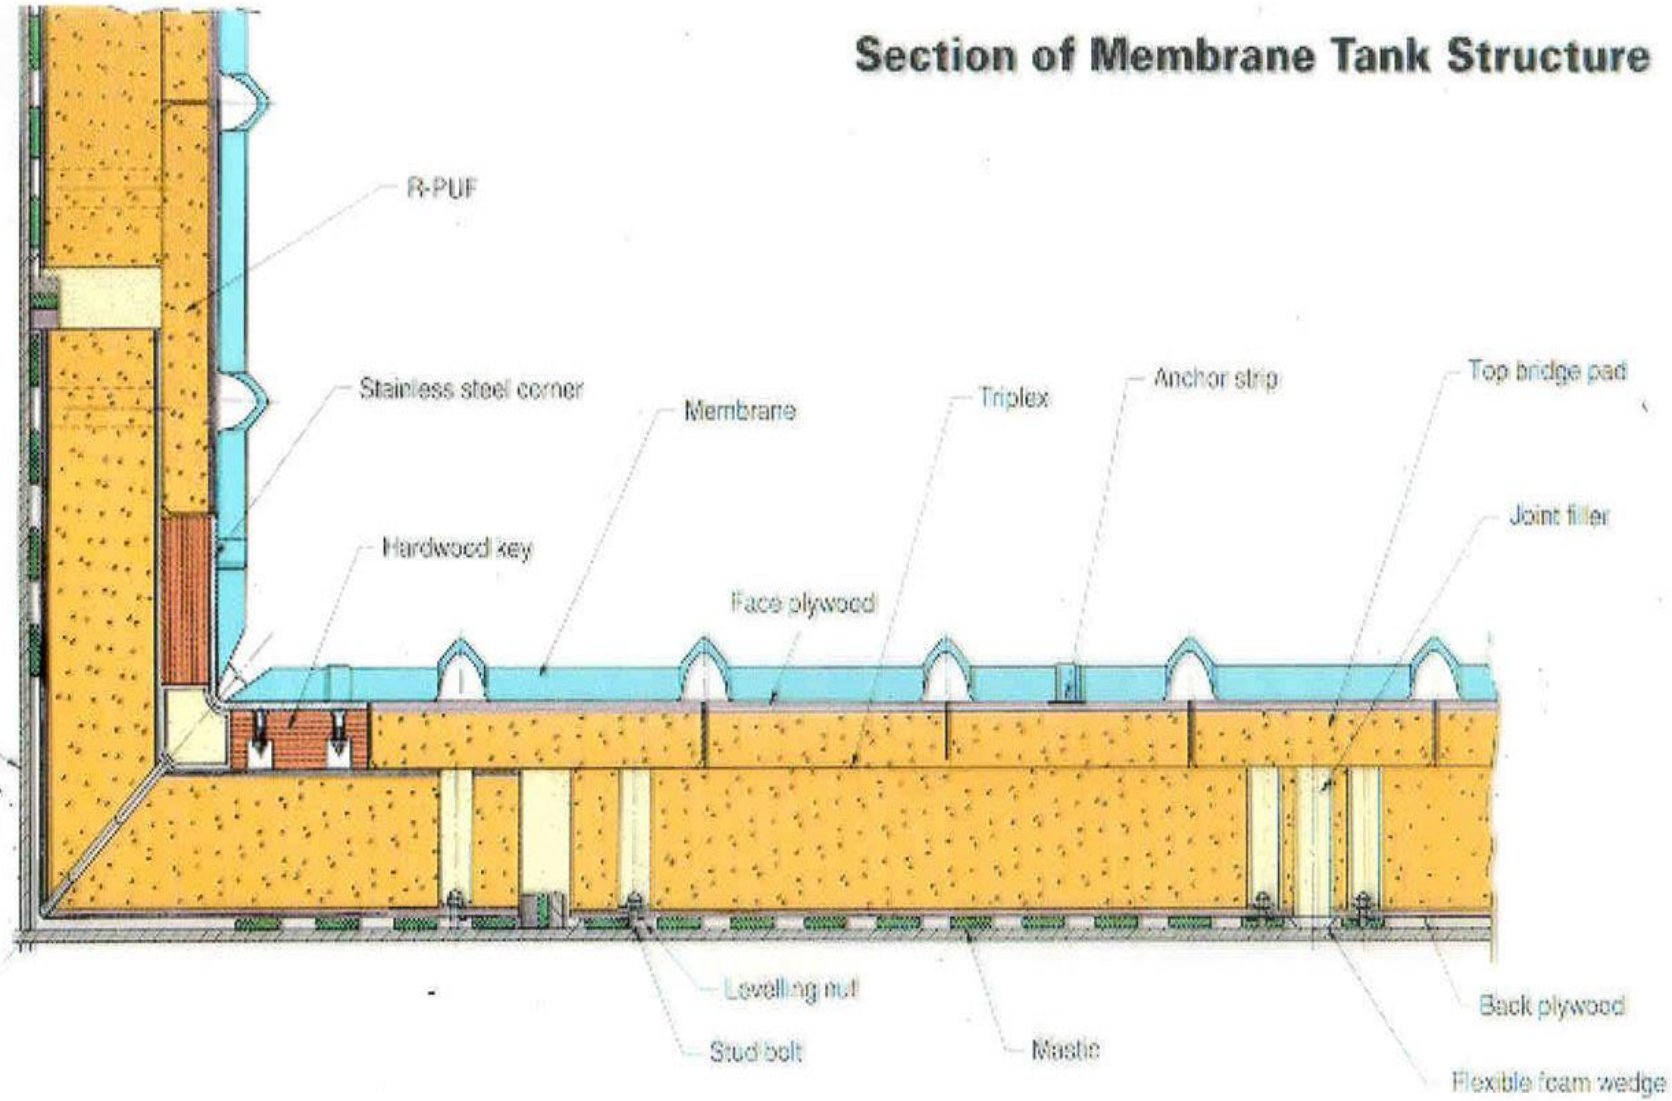 Section of Membrane Tank Structure
R-PUF
Stainless steel corner
Membrane
Triplex
Anchor strip
Top bridge pad
Hardwood key
Face plywood
Joint filler
Levelling nut
Back plywood
Stud bolt
Mastic
Flexible foam wedge